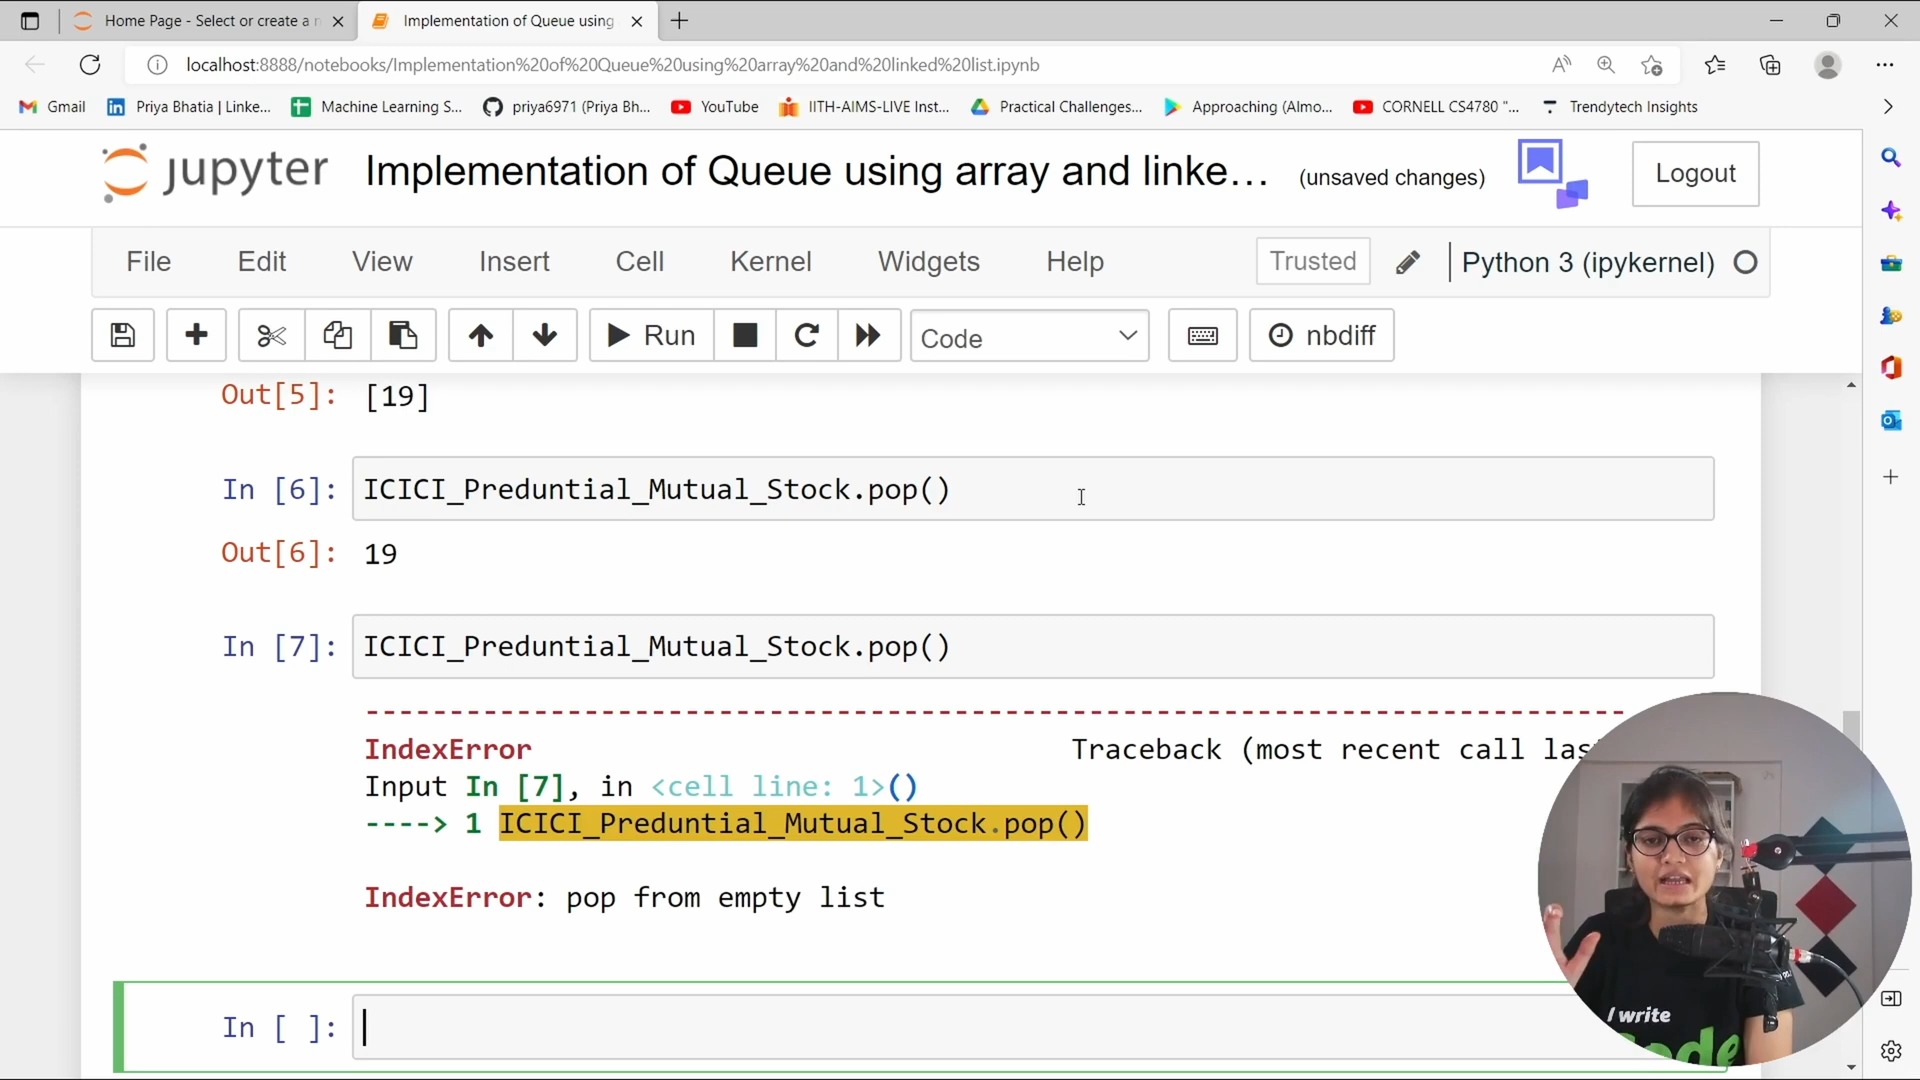 Home Page - Select or create a n
Implementation of Queue using
localhost:8888/notebooks/Implementation%20of%20Queue%20using%20array%20and%20linked%20list.ipynb
Gmail
Priya Bhatia | Linke...
Machine Learning S...
priya6971 (Priya Bh...
YouTube
IITH-AIMS-LIVE Inst...
Practical Challenges...
Approaching (Almo...
CORNELL CS4780 "...
Trendytech Insights
jupyter
Implementation of Queue using array and linke...
(unsaved changes)
Logout
File
Edit
View
Insert
Cell
Kernel
Widgets
Help
Trusted
Python 3 (ipykernel)
Run
Code
nbdiff
Out[5]: [19]
In [6]: ICICI_Preduntial_Mutual_Stock.pop()
Out[6]: 19
In [7]: ICICI_Preduntial_Mutual_Stock.pop()
---------------------------------------------------------------------------
IndexError Traceback (most recent call las
Input In [7], in <cell line: 1>()
----> 1 ICICI_Preduntial_Mutual_Stock.pop()
IndexError: pop from empty list
In [ ]:
I write